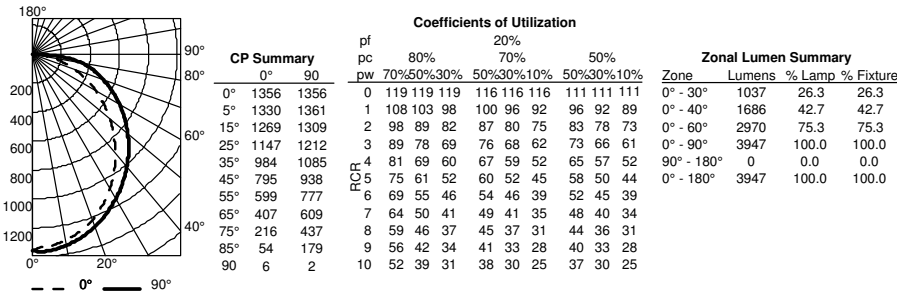 180°
90°
80°
60°
40°
200
400
600
800
1000
1200
0° 20°
0° 90°
CP Summary
0° 90
0° 1356 1356
5° 1330 1361
15° 1269 1309
25° 1147 1212
35° 984 1085
45° 795 938
55° 599 777
65° 407 609
75° 216 437
85° 54 179
90 6 2
Coefficients of Utilization
pf 20%
pc 80% 70% 50%
pw 70%50%30% 50%30%10% 50%30%10%
RCR
0 119 119 119 116 116 116 111 111 111
1 108 103 98 100 96 92 96 92 89
2 98 89 82 87 80 75 83 78 73
3 89 78 69 76 68 62 73 66 61
4 81 69 60 67 59 52 65 57 52
5 75 61 52 60 52 45 58 50 44
6 69 55 46 54 46 39 52 45 39
7 64 50 41 49 41 35 48 40 34
8 59 46 37 45 37 31 44 36 31
9 56 42 34 41 33 28 40 33 28
10 52 39 31 38 30 25 37 30 25
Zonal Lumen Summary
Zone Lumens % Lamp % Fixture
0° - 30° 1037 26.3 26.3
0° - 40° 1686 42.7 42.7
0° - 60° 2970 75.3 75.3
0° - 90° 3947 100.0 100.0
90° - 180° 0 0.0 0.0
0° - 180° 3947 100.0 100.0